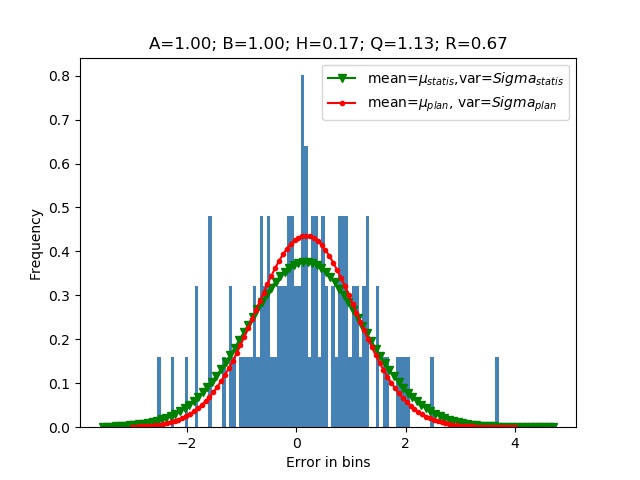 A=1.00; B=1.00; H=0.17; Q=1.13; R=0.67
mean=μstatis,var=Sigmastatis
mean=μplan, var=Sigmaplan
0.8
0.7
0.6
0.5
0.4
0.3
0.2
0.1
0.0
Frequency
−2 0 2 4
Error in bins